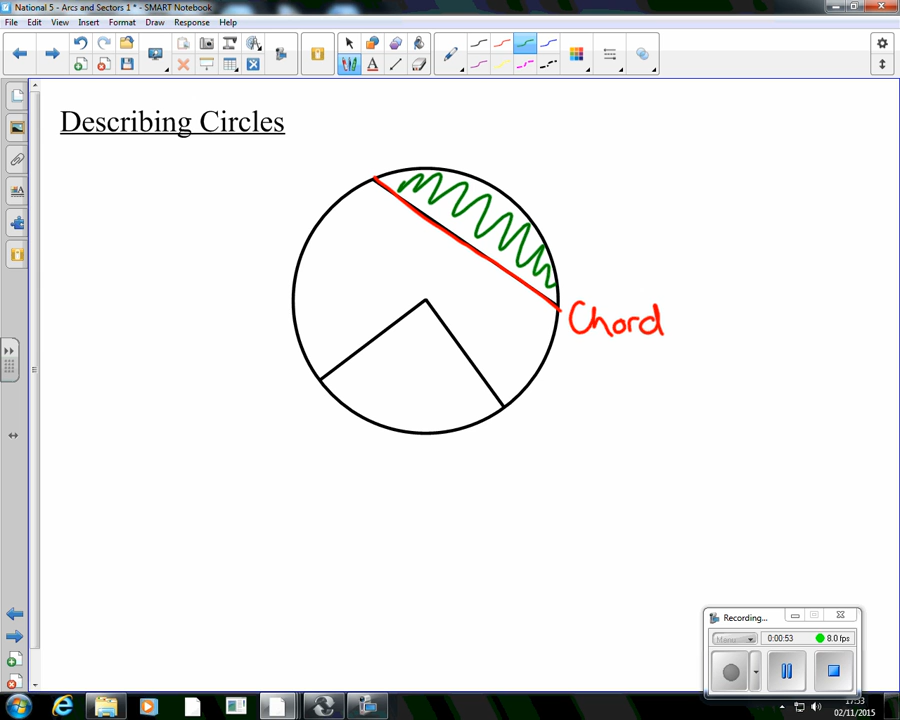 National 5 - Arcs and Sectors 1 * - SMART Notebook
File Edit View Insert Format Draw Response Help
Describing Circles
Chord
Recording...
Menu
0:00:53
8.0 fps
17:53
02/11/2015